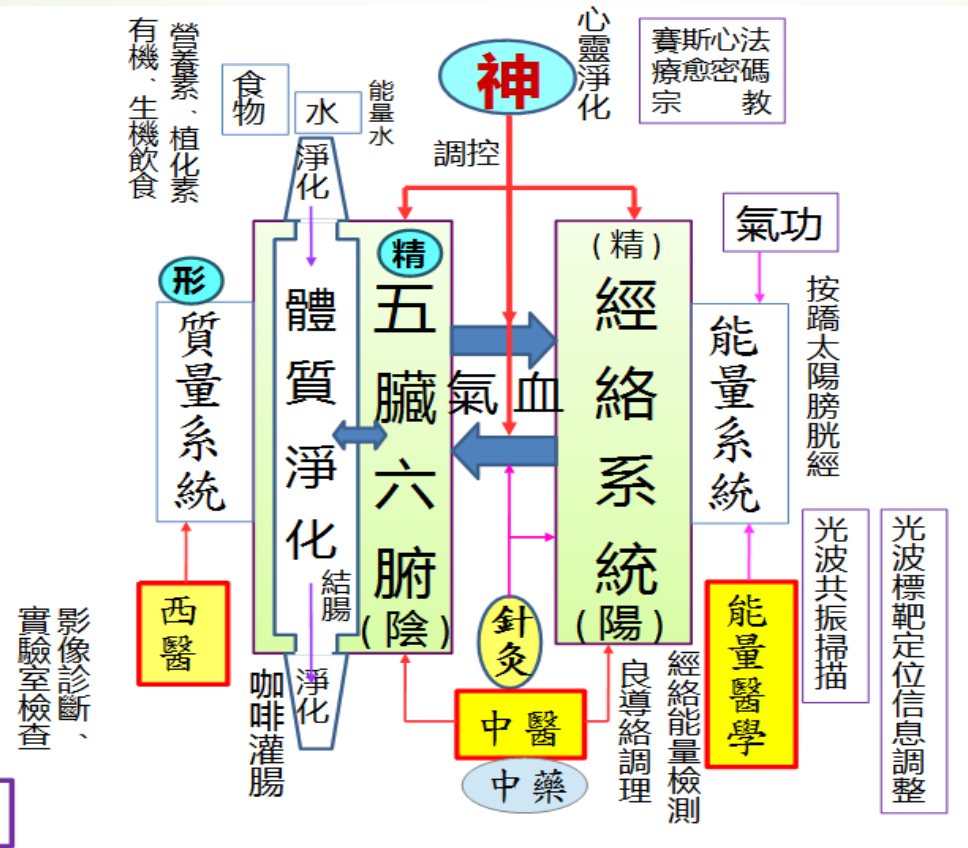 有機、生機飲食
營養素、植化素
食物
水
能量水
淨化
神
心靈淨化
調控
賽斯心法
療愈密碼
宗教
形
質量系統
體質淨化
結腸
精
五臟六腑
(陰)
氣血
(精)
經絡系統
(陽)
能量系統
氣功
按蹻太陽膀胱經
西醫
影像診斷、
實驗室檢查
淨化
咖啡灌腸
針灸
中醫
中藥
良導絡調理
經絡能量檢測
能量醫學
光波共振掃描
光波標靶定位信息調整